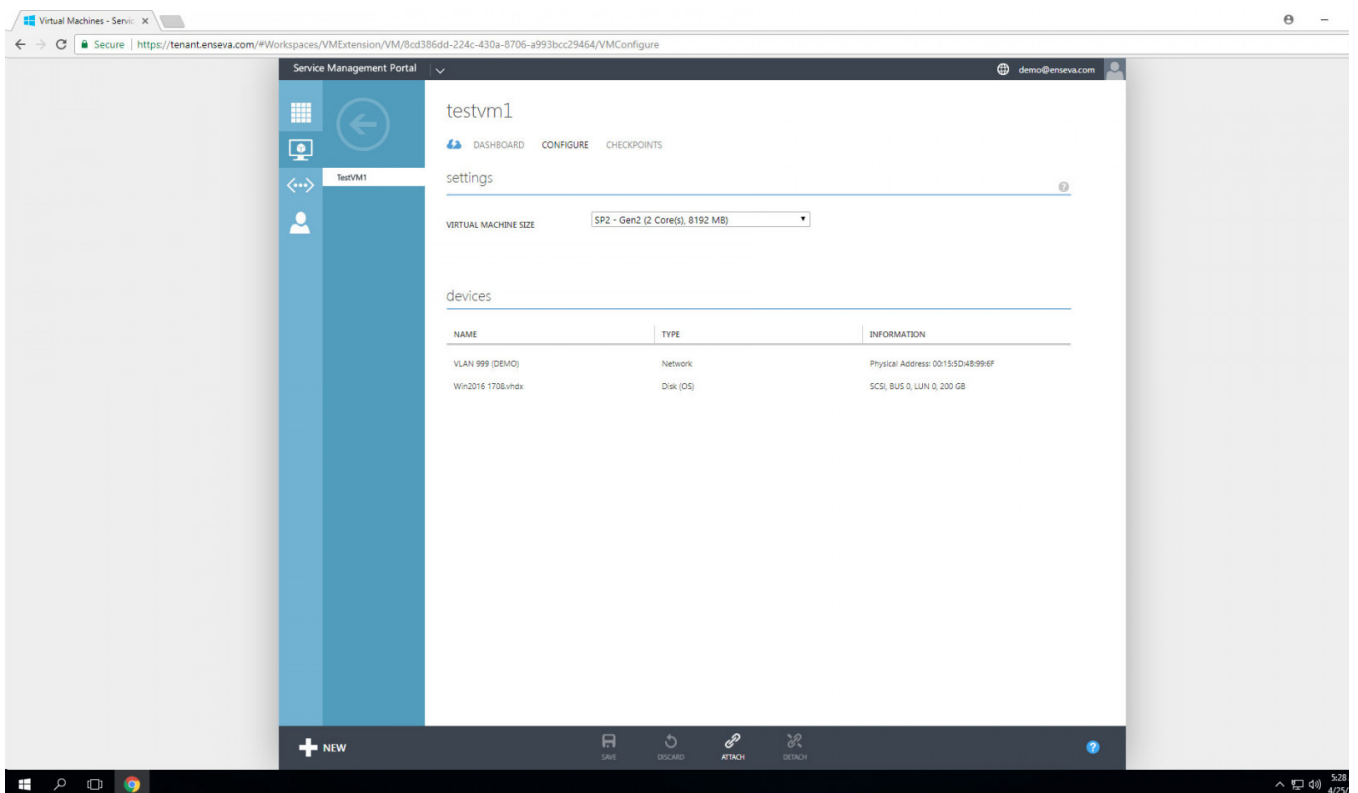 Virtual Machines - Servic
Secure | https://tenant.enseva.com/#Workspaces/VMExtension/VM/8cd386dd-224c-430a-8706-a993bcc29464/VMConfigure
Service Management Portal
demo@enseva.com
testvm1
DASHBOARD CONFIGURE CHECKPOINTS
TestVM1
settings
VIRTUAL MACHINE SIZE SP2 - Gen2 (2 Core(s), 8192 MB)
devices
NAME TYPE INFORMATION
VLAN 999 (DEMO) Network Physical Address: 00:15:5D:48:99:6F
Win2016 1708.vhdx Disk (OS) SCSI, BUS 0, LUN 0, 200 GB
NEW SAVE DISCARD ATTACH DETACH ?
5:28
4/25/